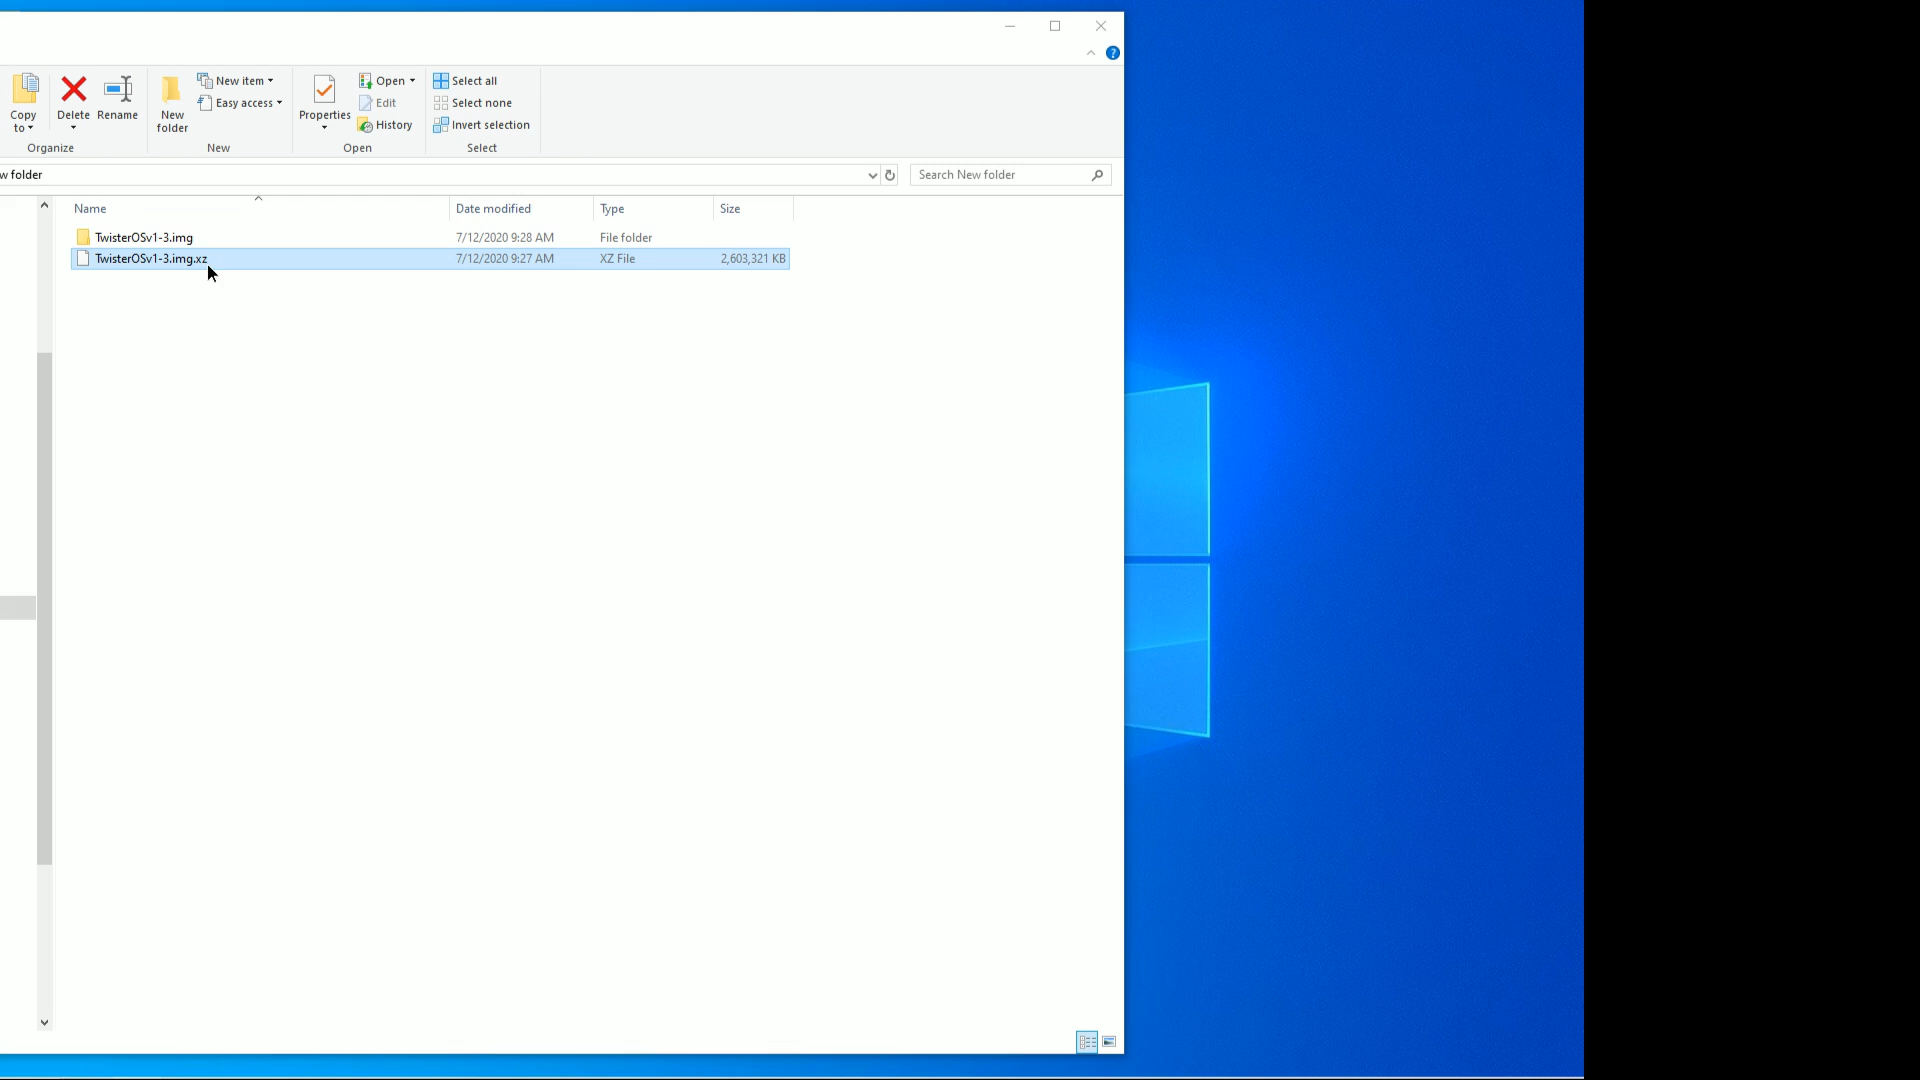 New item
Open
Select all
Easy access
Edit
Select none
Copy to
Delete
Rename
New folder
Properties
History
Invert selection
Organize
New
Open
Select
w folder
Search New folder
Name
Date modified
Type
Size
TwisterOSv1-3.img
7/12/2020 9:28 AM
File folder
TwisterOSv1-3.img.xz
7/12/2020 9:27 AM
XZ File
2,603,321 KB